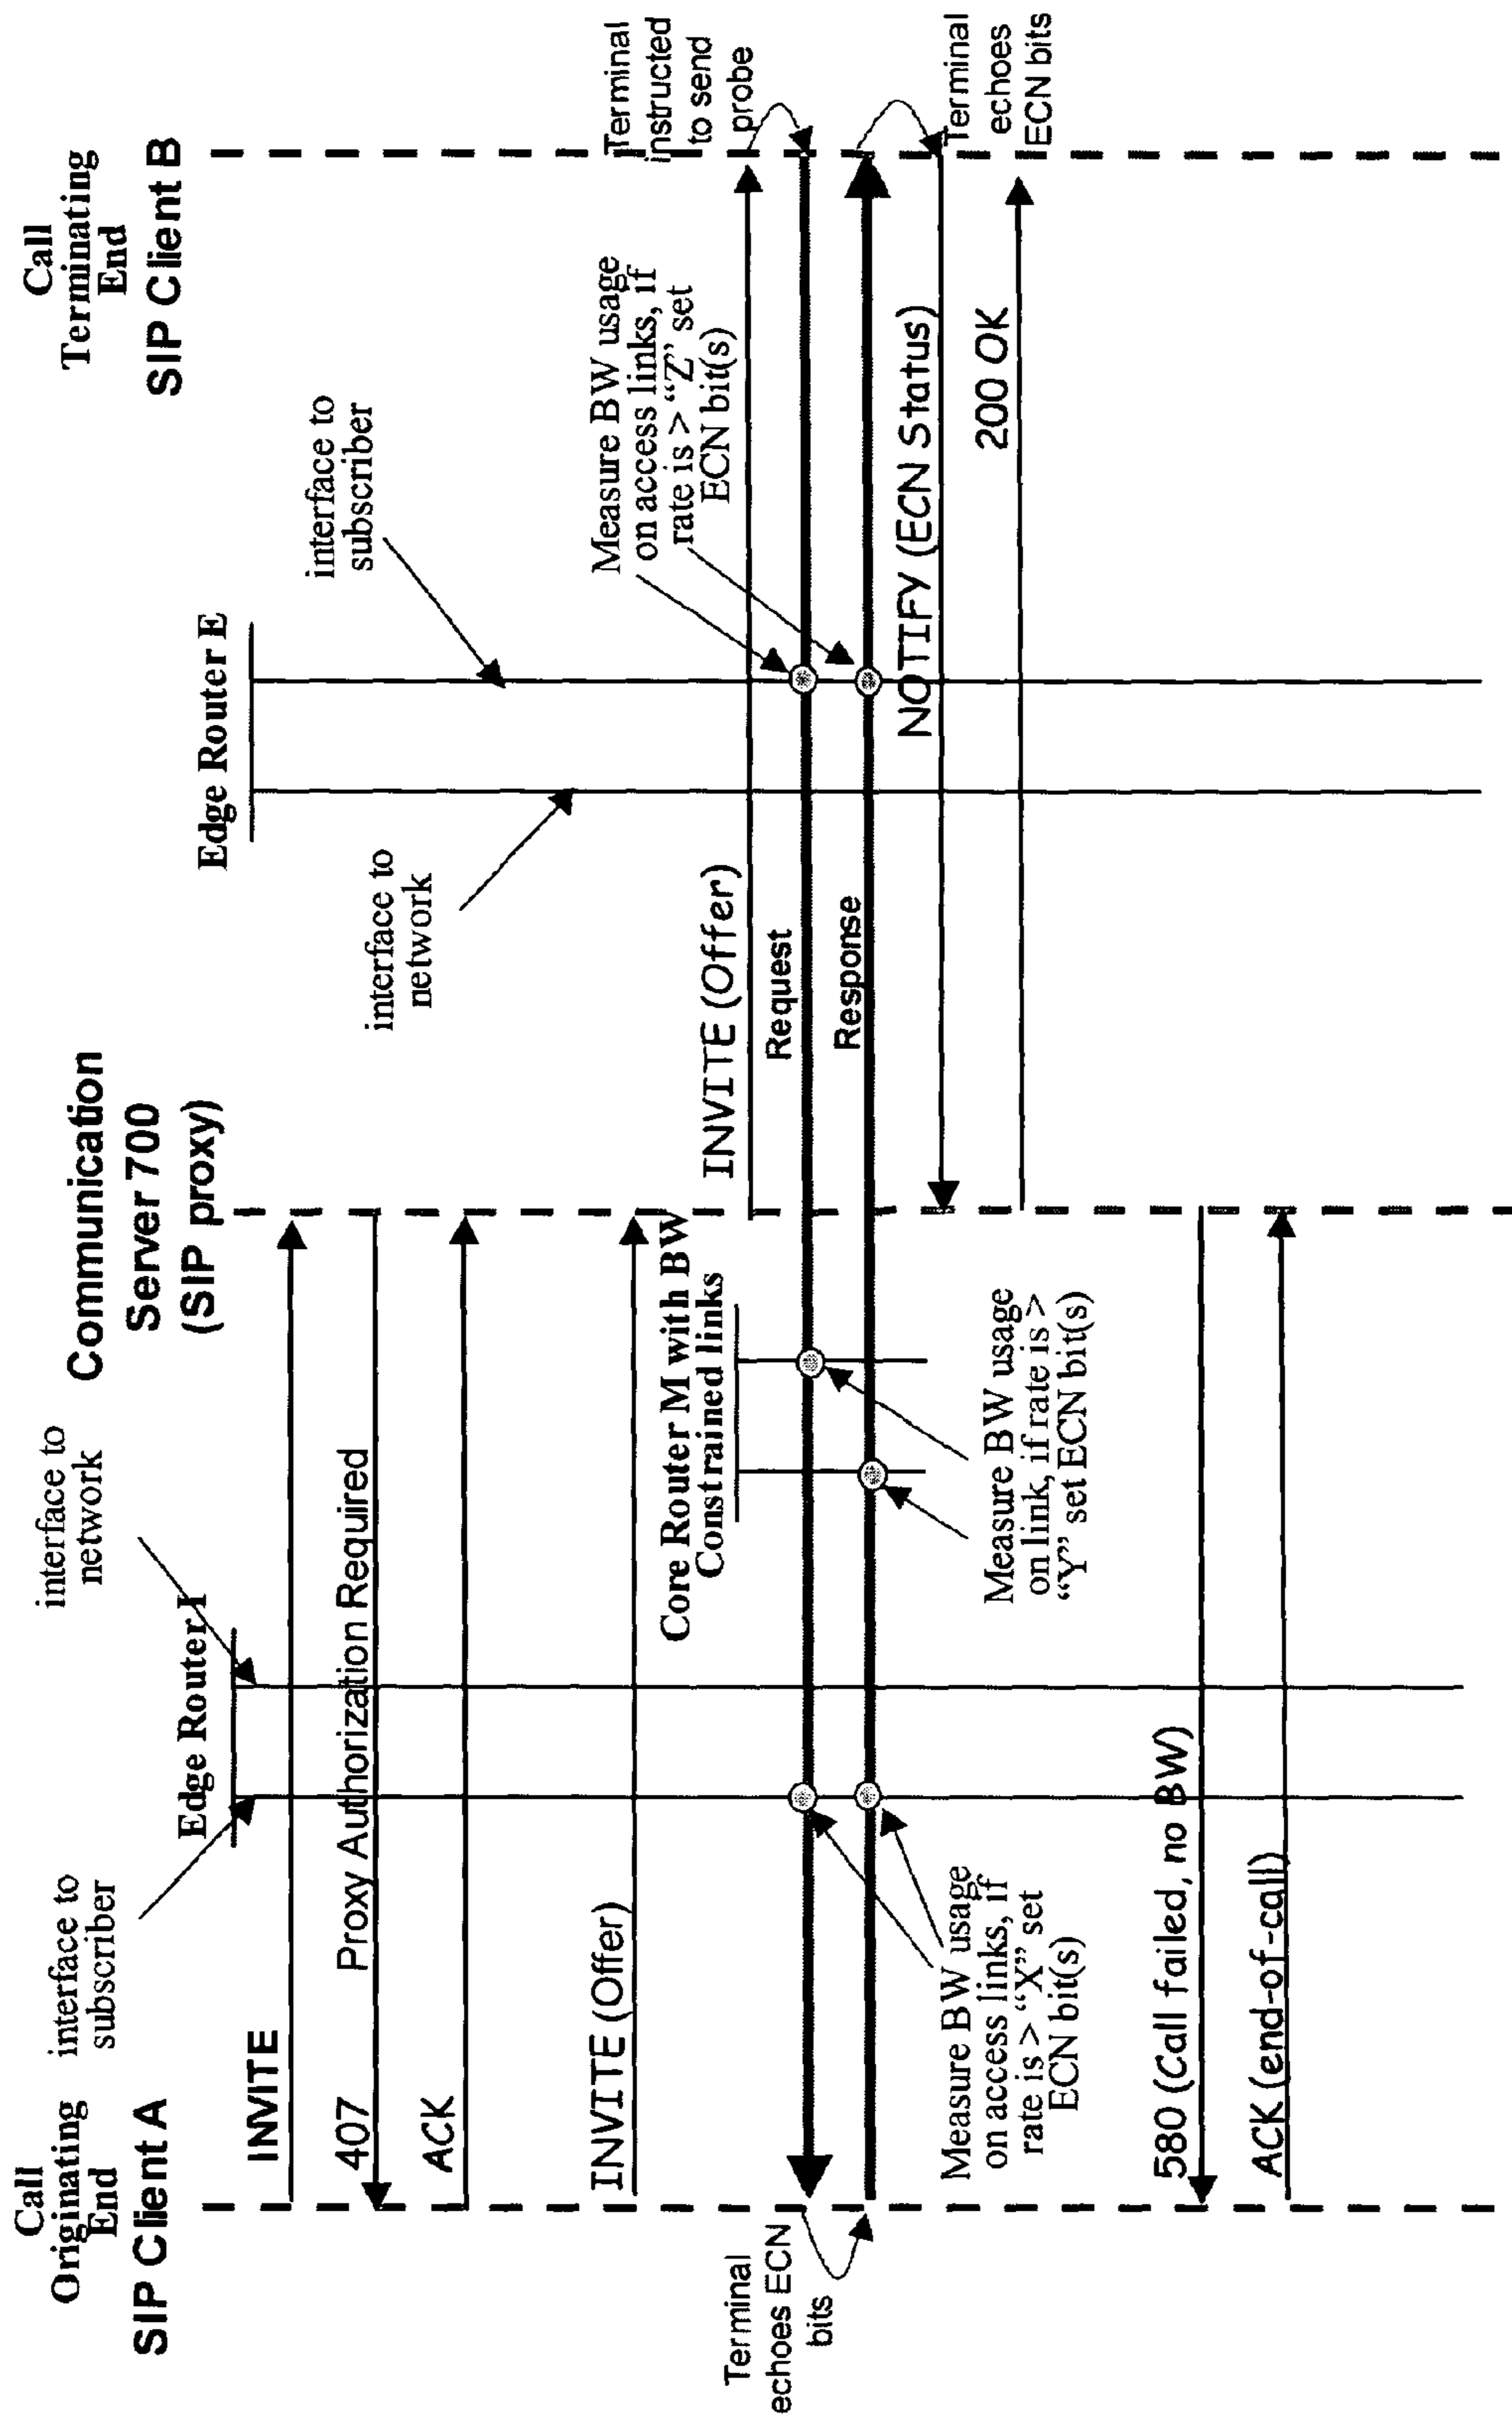 Call
Originating
End
SIP Client A
interface to
subscriber
Edge Router I
interface to
network
Communication
Server 700
(SIP proxy)
Edge Router E
interface to
network
interface to
subscriber
Call
Terminating
End
SIP Client B
INVITE
407 Proxy Authorization Required
ACK
INVITE (Offer)
Core Router M with BW
Constrained links
INVITE (Offer)
Request
Response
Terminal
instructed
to send
probe
Measure BW usage
on access links, if
rate is > “Z” set
ECN bit(s)
Terminal
echoes ECN
bits
Measure BW usage
on access links, if
rate is > “X” set
ECN bit(s)
Measure BW usage
on link, if rate is >
“Y” set ECN bit(s)
NOTIFY (ECN Status)
Terminal
echoes
ECN bits
200 OK
580 (Call failed, no BW)
ACK (end-of-call)